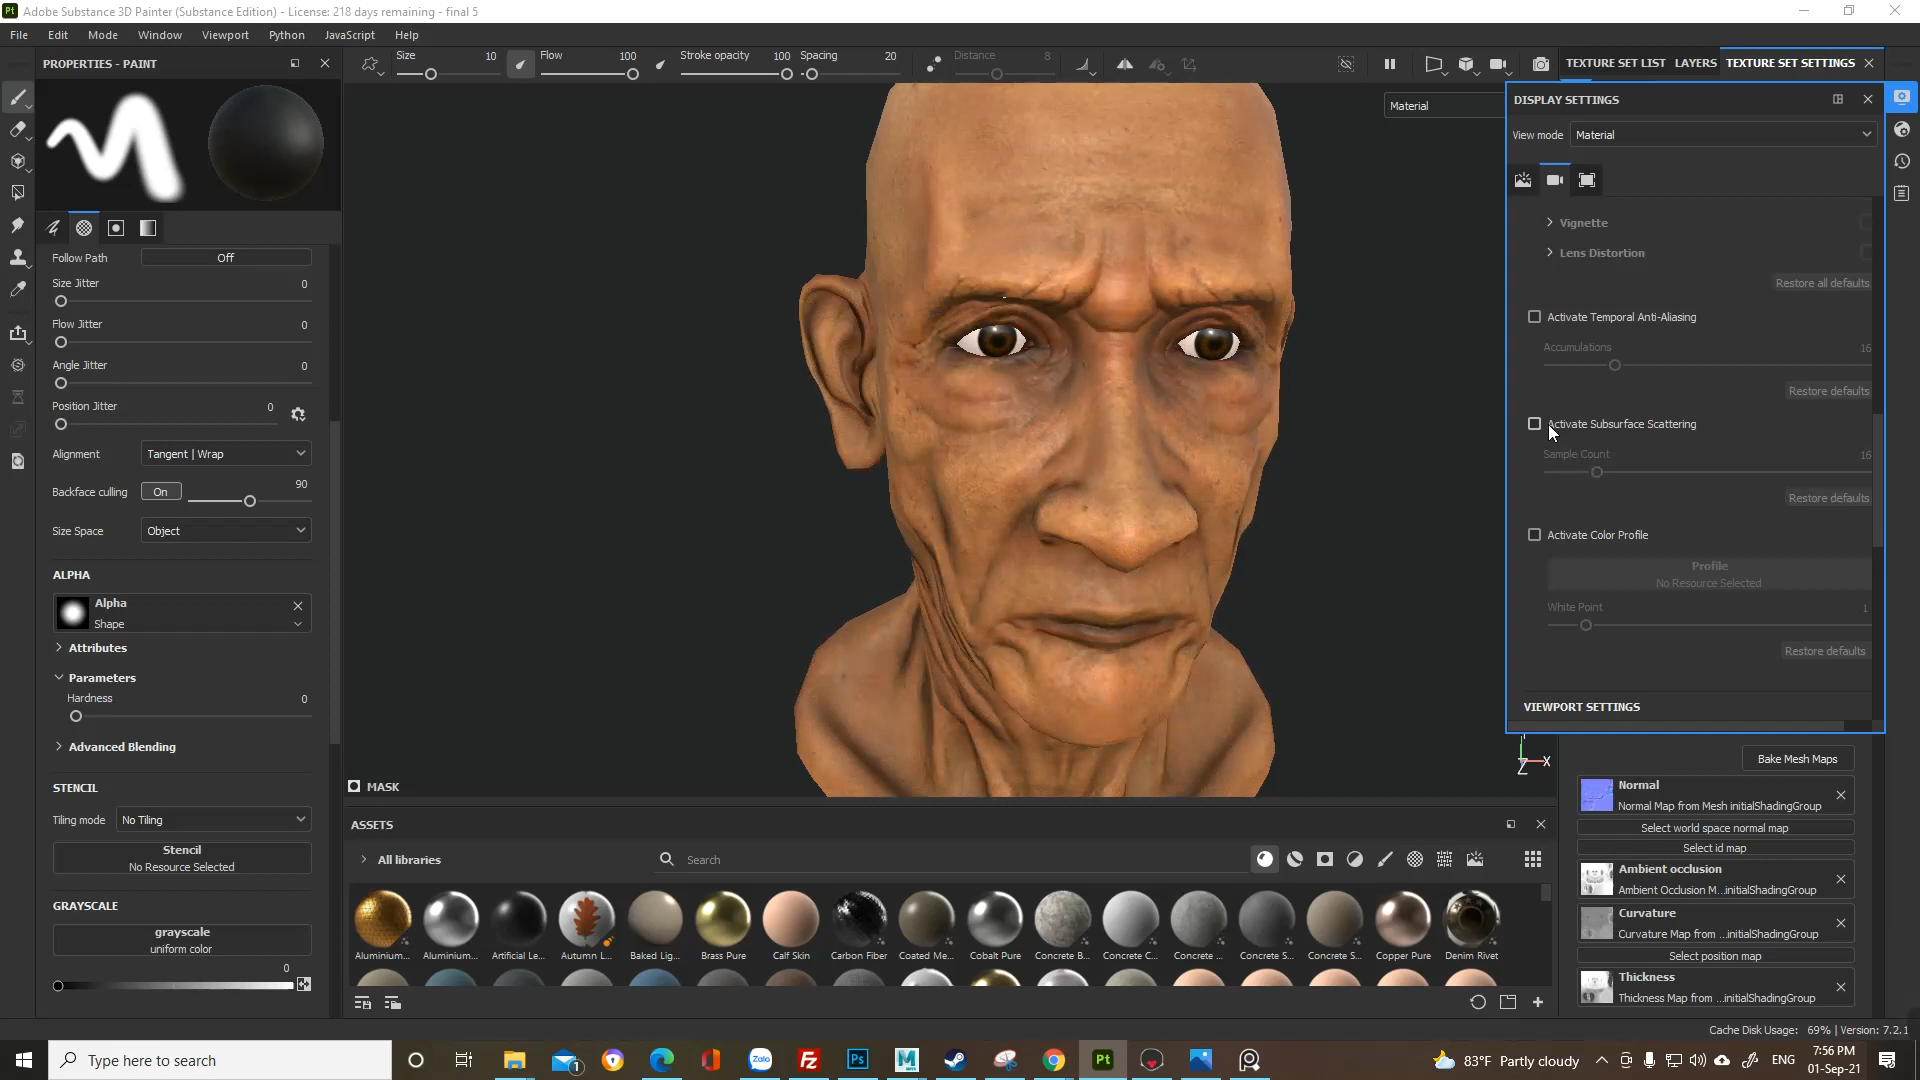 Adobe Substance 3D Painter (Substance Edition) - License: 218 days remaining - final 5
File Edit Mode Window Viewport Python JavaScript Help
PROPERTIES - PAINT
Size 10 Flow 100 Stroke opacity 100 Spacing 20 Distance 8
TEXTURE SET LIST LAYERS TEXTURE SET SETTINGS
Material
DISPLAY SETTINGS
View mode Material
Vignette
Lens Distortion
Restore all defaults
Activate Temporal Anti-Aliasing
Accumulations 16
Restore defaults
Activate Subsurface Scattering
Sample Count 16
Restore defaults
Activate Color Profile
Profile
No Resource Selected
White Point 1
Restore defaults
VIEWPORT SETTINGS
Follow Path Off
Size Jitter 0
Flow Jitter 0
Angle Jitter 0
Position Jitter 0
Alignment Tangent | Wrap
Backface culling On 90
Size Space Object
ALPHA
Alpha
Shape
Attributes
Parameters
Hardness 0
Advanced Blending
STENCIL
Tiling mode No Tiling
Stencil
No Resource Selected
GRAYSCALE
grayscale
uniform color
0
MASK
Y
Z X
ASSETS
All libraries Search
Aluminium... Aluminium... Artificial Le... Autumn L... Baked Lig... Brass Pure Calf Skin Carbon Fiber Coated Me... Cobalt Pure Concrete B... Concrete C... Concrete ... Concrete S... Concrete S... Copper Pure Denim Rivet
Bake Mesh Maps
Normal
Normal Map from Mesh initialShadingGroup
Select world space normal map
Select id map
Ambient occlusion
Ambient Occlusion M...initialShadingGroup
Curvature
Curvature Map from ...initialShadingGroup
Select position map
Thickness
Thickness Map from ...initialShadingGroup
Cache Disk Usage: 69% | Version: 7.2.1
Type here to search
1
Zalo
Fz
Ps
M
Pt
83°F Partly cloudy
ENG
7:56 PM
01-Sep-21